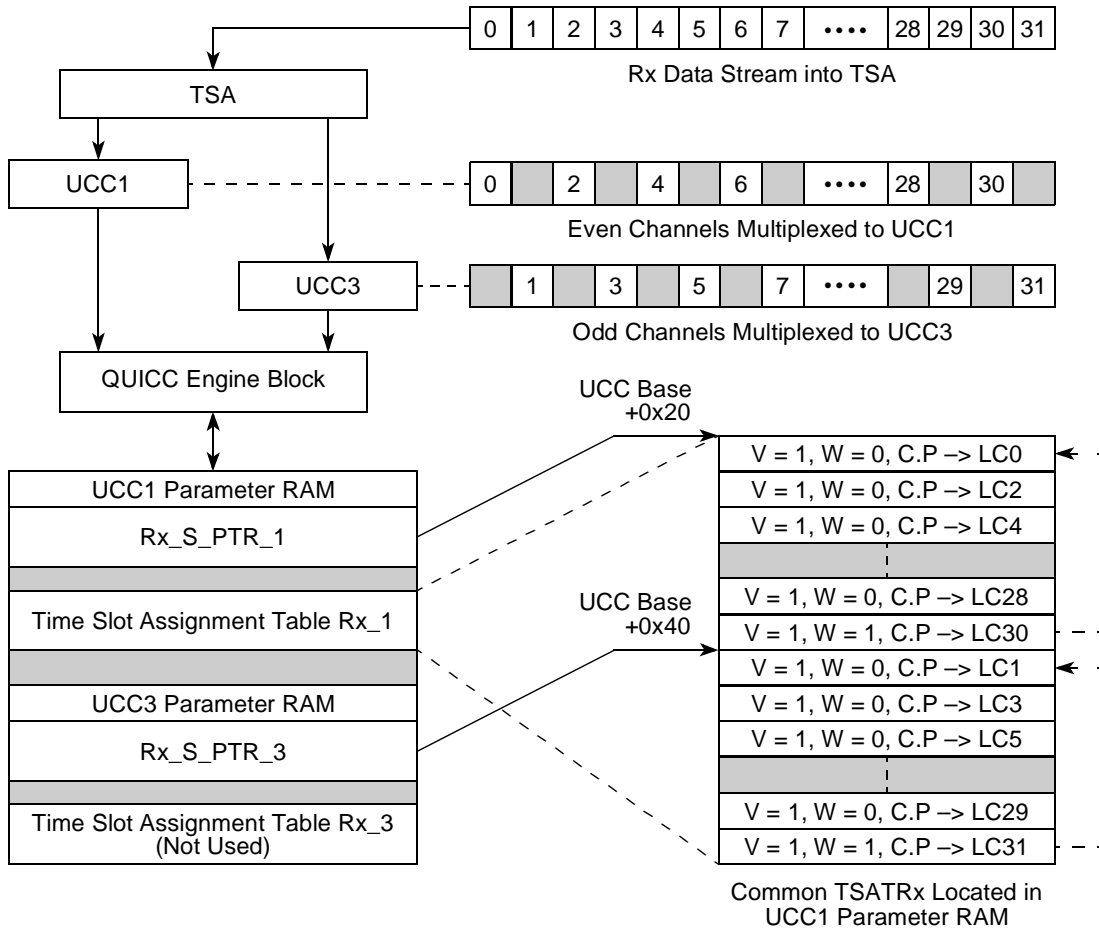 0 1 2 3 4 5 6 7 •••• 28 29 30 31
Rx Data Stream into TSA
TSA
UCC1
0 2 4 6 •••• 28 30
Even Channels Multiplexed to UCC1
UCC3
1 3 5 7 •••• 29 31
Odd Channels Multiplexed to UCC3
QUICC Engine Block
UCC1 Parameter RAM
Rx_S_PTR_1
Time Slot Assignment Table Rx_1
UCC3 Parameter RAM
Rx_S_PTR_3
Time Slot Assignment Table Rx_3
(Not Used)
UCC Base
+0x20
UCC Base
+0x40
V = 1, W = 0, C.P –> LC0
V = 1, W = 0, C.P –> LC2
V = 1, W = 0, C.P –> LC4
V = 1, W = 0, C.P –> LC28
V = 1, W = 1, C.P –> LC30
V = 1, W = 0, C.P –> LC1
V = 1, W = 0, C.P –> LC3
V = 1, W = 0, C.P –> LC5
V = 1, W = 0, C.P –> LC29
V = 1, W = 1, C.P –> LC31
Common TSATRx Located in
UCC1 Parameter RAM